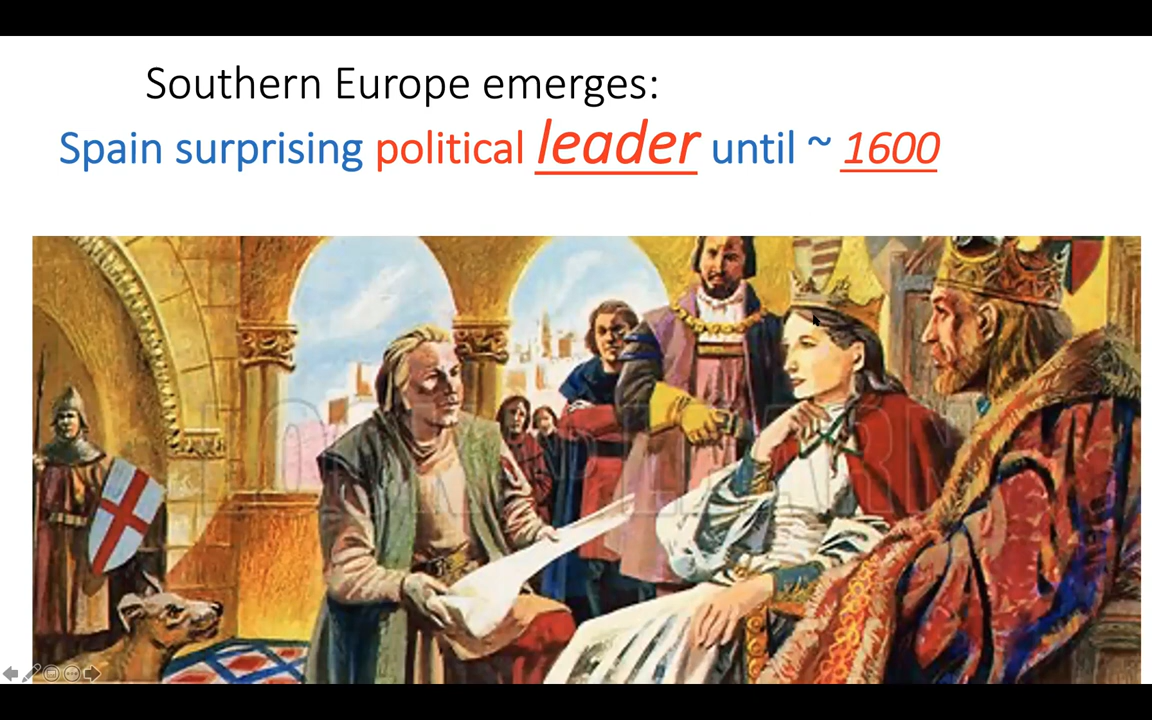 Southern Europe emerges:
Spain surprising political leader until ~ 1600